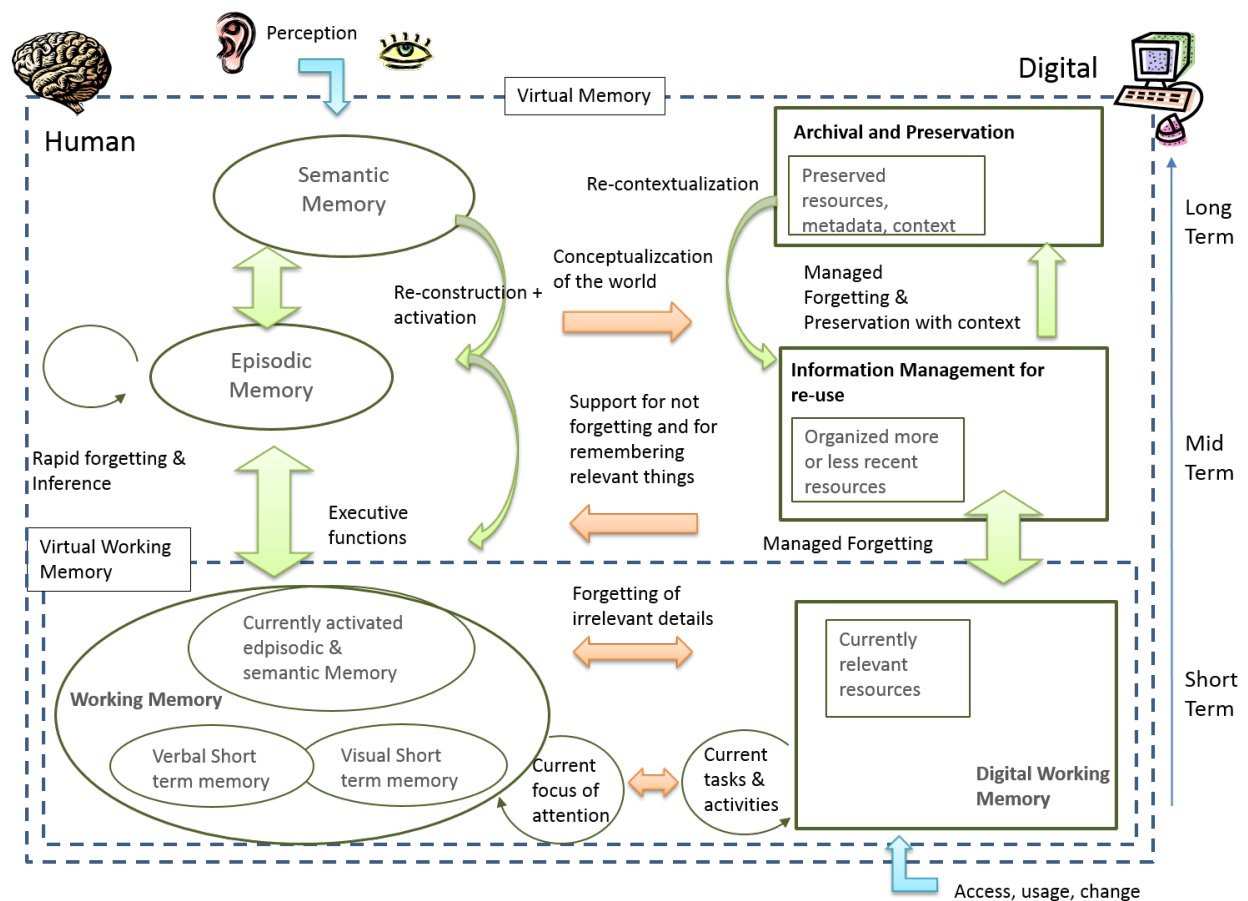 Perception
Digital
Virtual Memory
Human
Semantic
Memory
Archival and Preservation
Preserved
resources,
metadata, context
Re-contextualization
Long
Term
Conceptualizcation
of the world
Managed
Forgetting &
Preservation with context
Re-construction +
activation
Episodic
Memory
Information Management for
re-use
Organized more
or less recent
resources
Support for not
forgetting and for
remembering
relevant things
Mid
Term
Rapid forgetting &
Inference
Executive
functions
Managed Forgetting
Virtual Working
Memory
Forgetting of
irrelevant details
Currently activated
edpisodic &
semantic Memory
Working Memory
Verbal Short
term memory
Visual Short
term memory
Currently
relevant
resources
Short
Term
Current
focus of
attention
Current
tasks &
activities
Digital Working
Memory
Access, usage, change